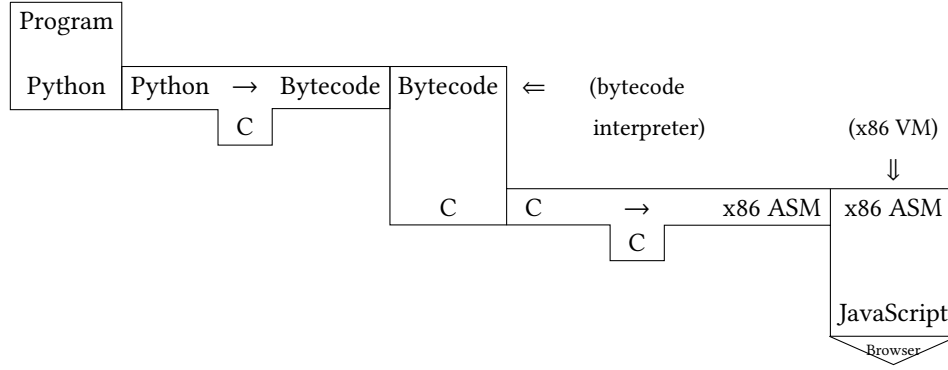 Program
Python Python → Bytecode Bytecode ⇐ (bytecode
C interpreter) (x86 VM)
⇓
C C → x86 ASM x86 ASM
C
JavaScript
Browser